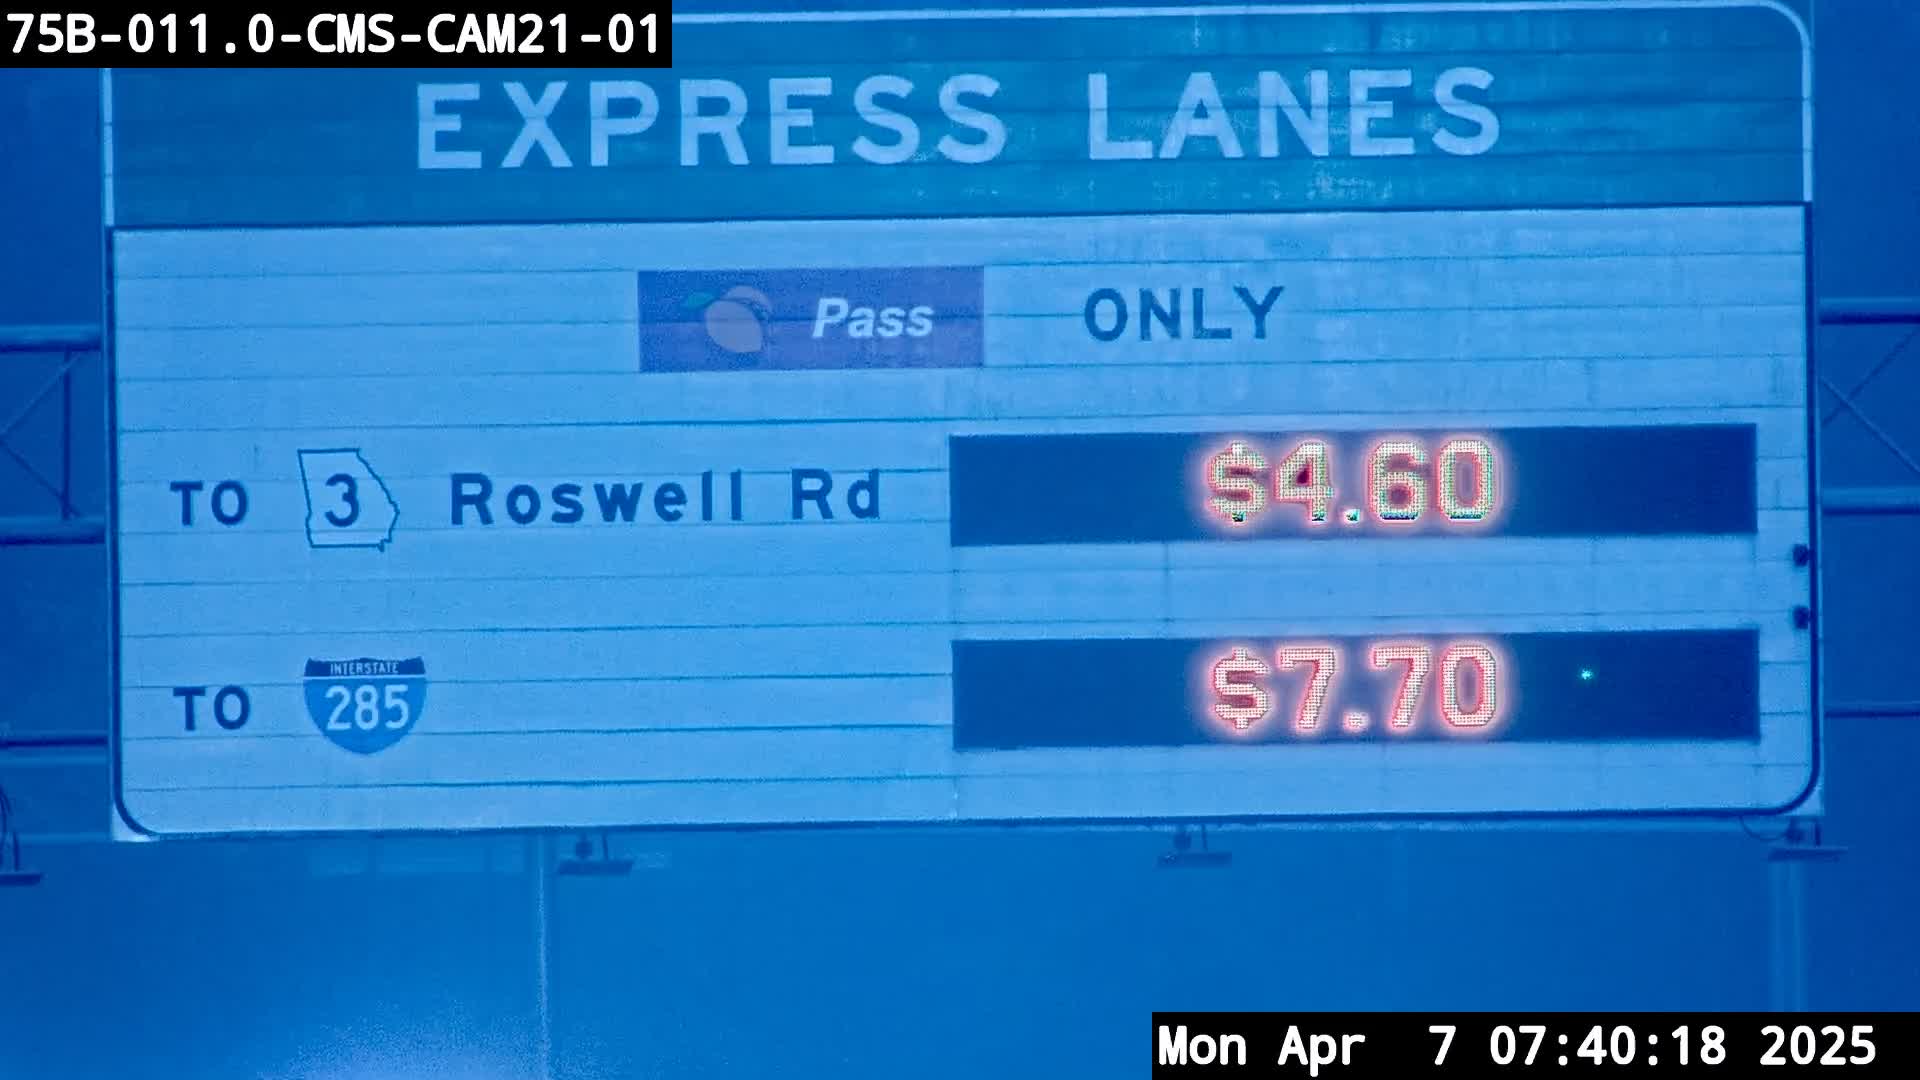 75B-011.0-CMS-CAM21-01
EXPRESS LANES
Pass ONLY
TO 3 Roswell Rd $4.60
INTERSTATE
TO 285 $7.70
Mon Apr 7 07:40:18 2025